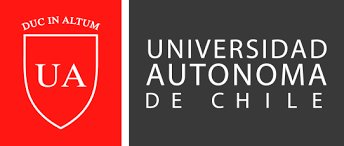 DUC IN ALTUM
UA
UNIVERSIDAD
AUTONOMA
DE CHILE